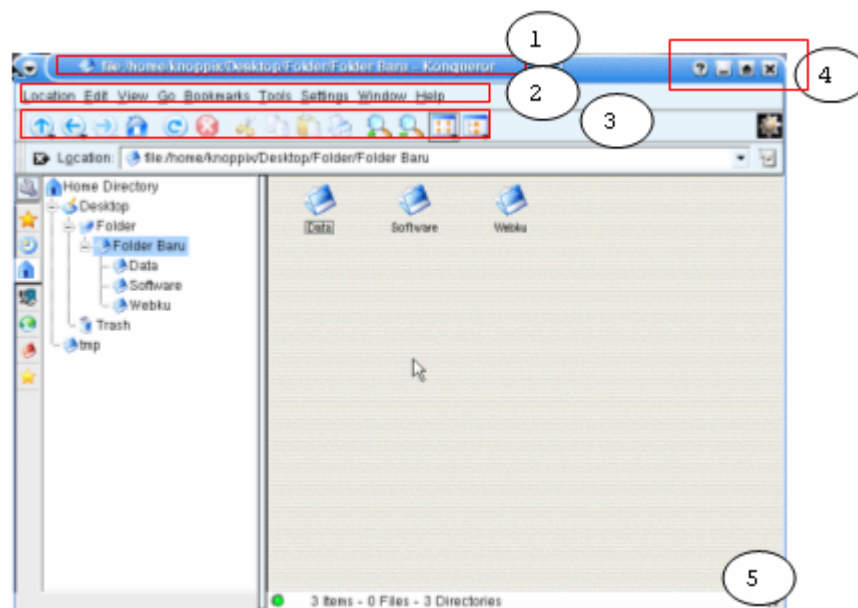 1
file:/home/knoppix/Desktop/Folder/Folder Baru - Konqueror
4
2
Location Edit View Go Bookmarks Tools Settings Window Help
3
Location: file:/home/knoppix/Desktop/Folder/Folder Baru
Home Directory
Desktop
Folder
Folder Baru
Data
Software
Webku
Trash
tmp
Data Software Webku
5
3 Items - 0 Files - 3 Directories